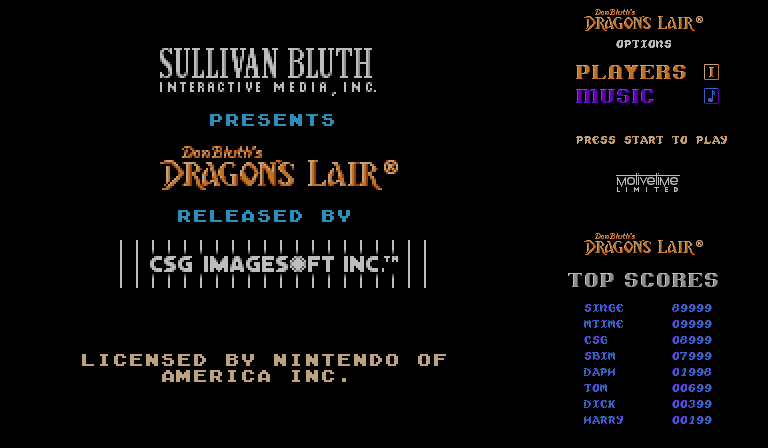 SULLIVAN BLUTH
INTERACTIVE MEDIA, INC.
PRESENTS
Don Bluth's
DRAGON'S LAIR®
RELEASED BY
CSG IMAGESOFT INC.™
LICENSED BY NINTENDO OF
AMERICA INC.
Don Bluth's
DRAGON'S LAIR®
OPTIONS
PLAYERS 1
MUSIC ♪
PRESS START TO PLAY
MOTIVETIME
LIMITED
Don Bluth's
DRAGON'S LAIR®
TOP SCORES
SINGE 89999
MTIME 09999
CSG 08999
SBIM 07999
DAPH 01998
TOM 00699
DICK 00399
HARRY 00199